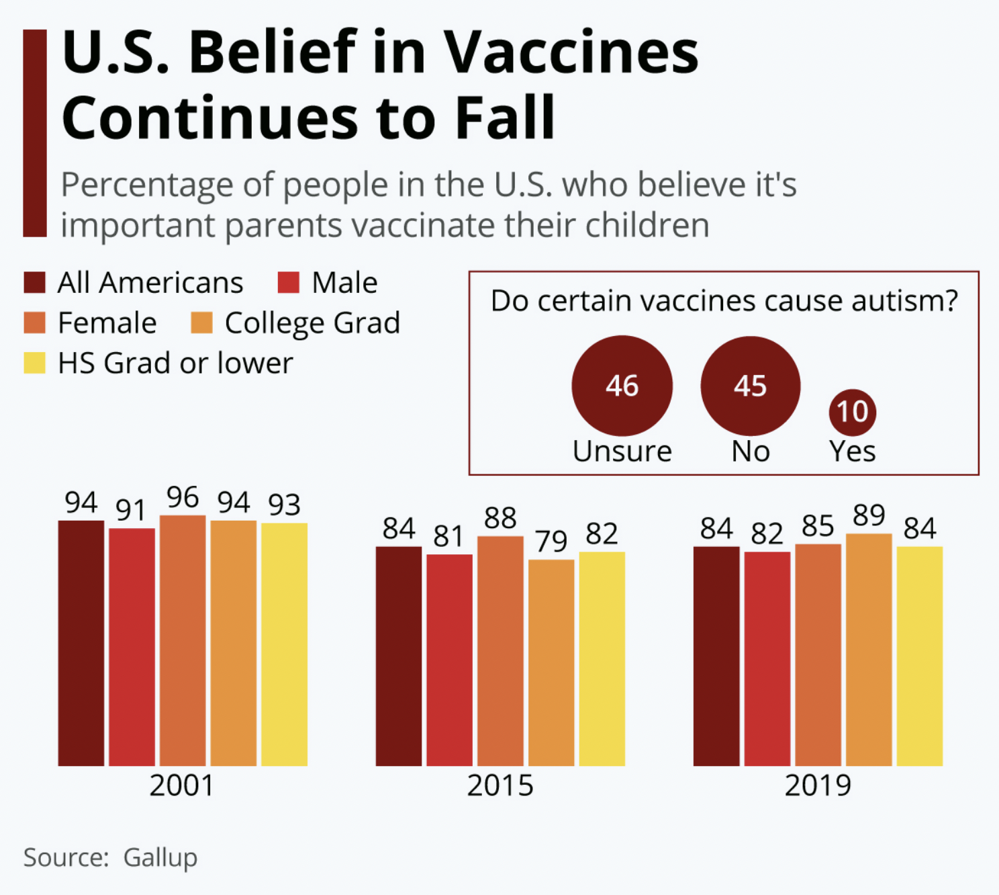 U.S. Belief in Vaccines
Continues to Fall
Percentage of people in the U.S. who believe it's
important parents vaccinate their children
All Americans Male
Female College Grad
HS Grad or lower
Do certain vaccines cause autism?
46 45 10
Unsure No Yes
94 91 96 94 93
84 81 88 79 82
84 82 85 89 84
2001 2015 2019
Source: Gallup